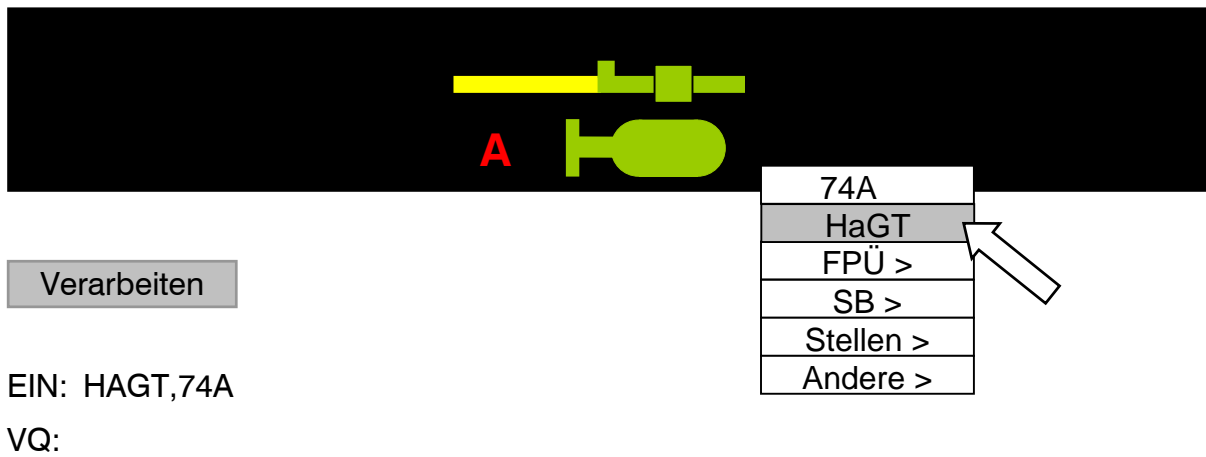 A
74A
HaGT
FPÜ >
SB >
Stellen >
Andere >
Verarbeiten
EIN: HAGT,74A
VQ: